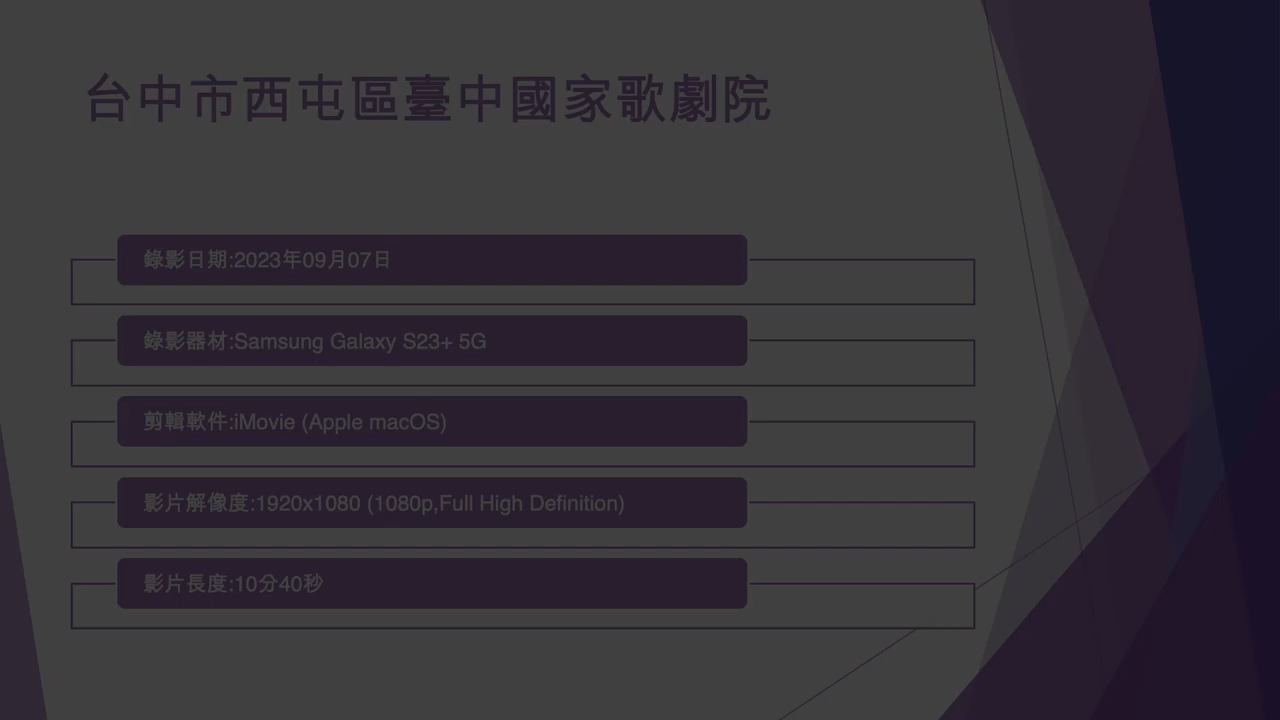 台中市西屯區臺中國家歌劇院
錄影日期:2023年09月07日
錄影器材:Samsung Galaxy S23+ 5G
剪輯軟件:iMovie (Apple macOS)
影片解像度:1920x1080 (1080p,Full High Definition)
影片長度:10分40秒